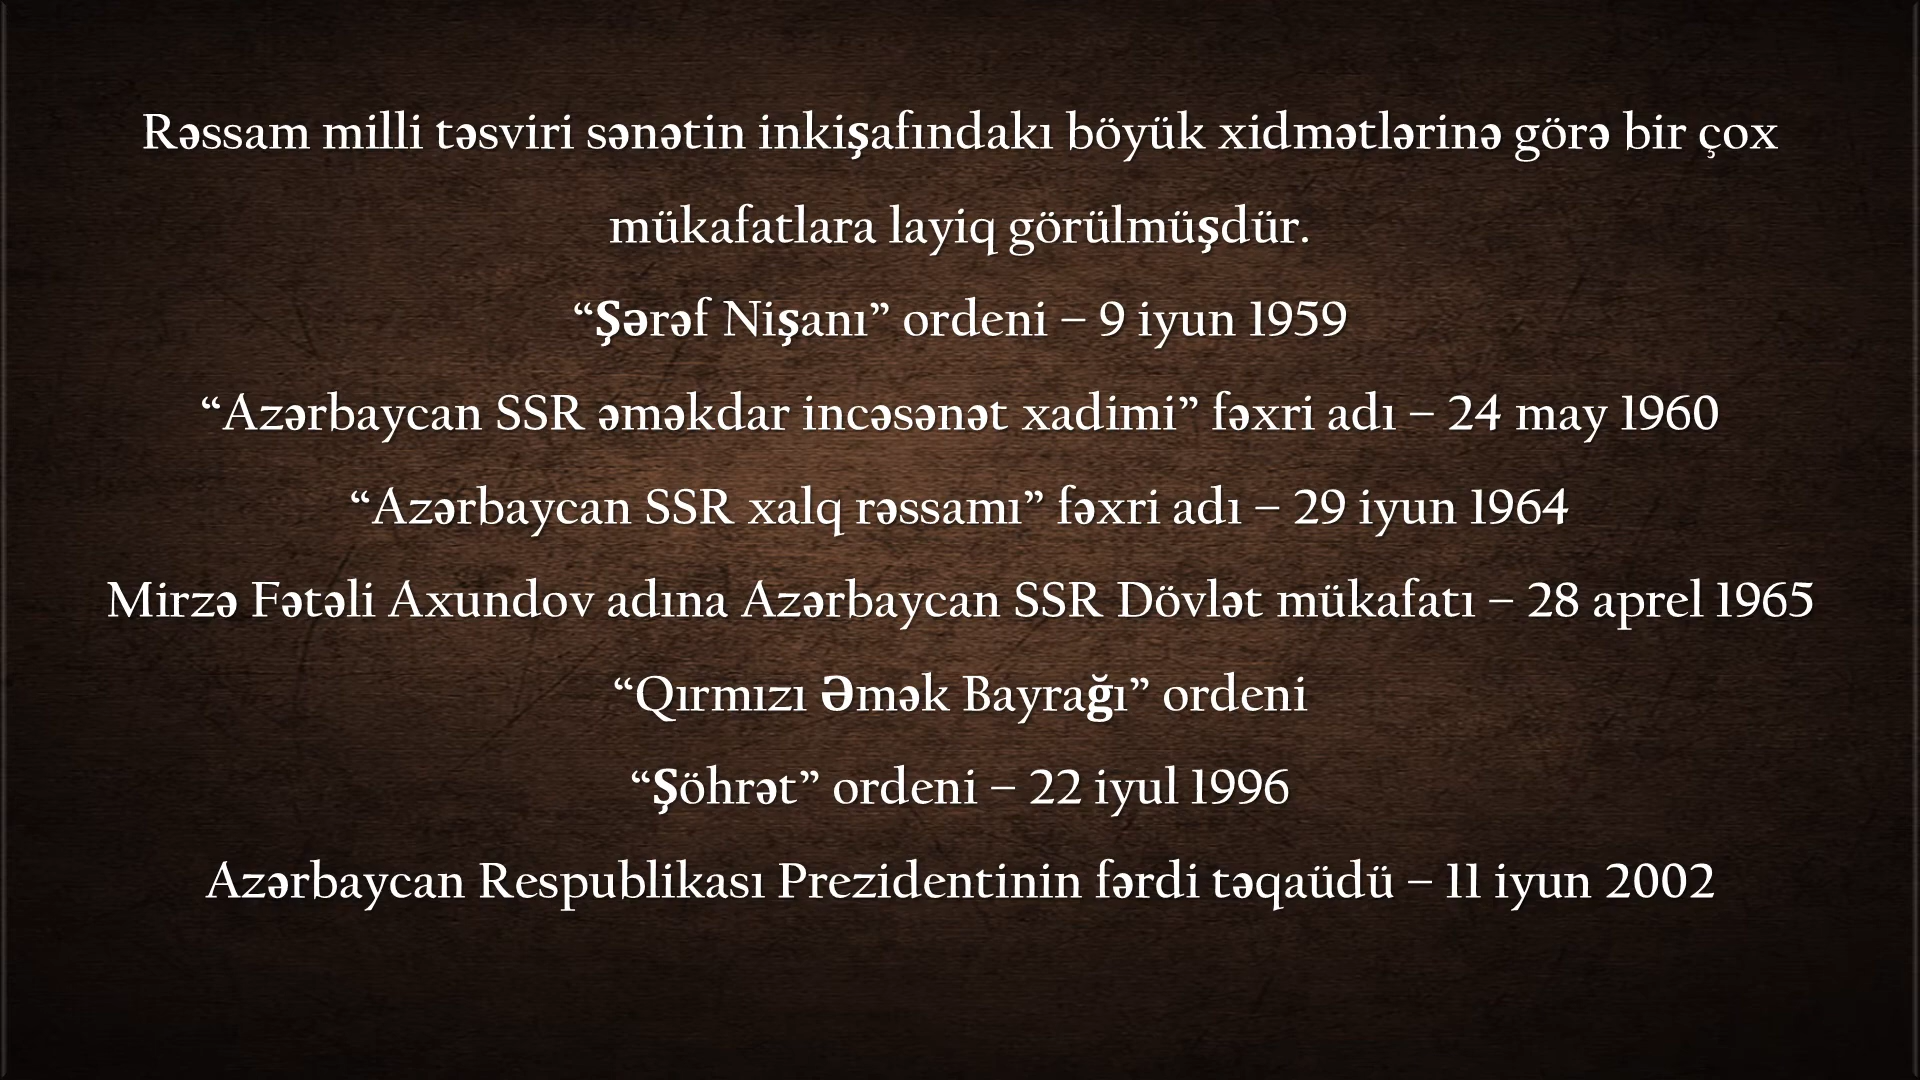 Rəssam milli təsviri sənətin inkişafındakı böyük xidmətlərinə görə bir çox
mükafatlara layiq görülmüşdür.
“Şərəf Nişanı” ordeni – 9 iyun 1959
“Azərbaycan SSR əməkdar incəsənət xadimi” fəxri adı – 24 may 1960
“Azərbaycan SSR xalq rəssamı” fəxri adı – 29 iyun 1964
Mirzə Fətəli Axundov adına Azərbaycan SSR Dövlət mükafatı – 28 aprel 1965
“Qırmızı Əmək Bayrağı” ordeni
“Şöhrət” ordeni – 22 iyul 1996
Azərbaycan Respublikası Prezidentinin fərdi təqaüdü – 11 iyun 2002